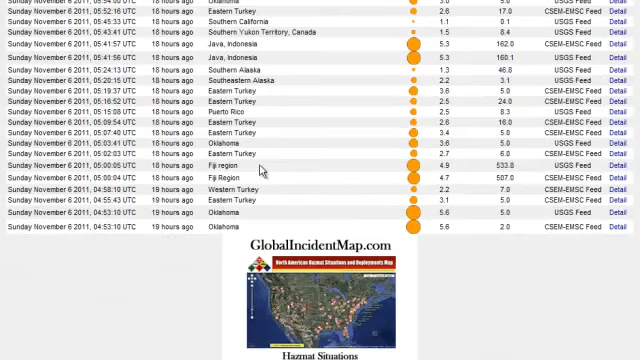 Sunday November 6 2011, 05:54:00 UTC 18 hours ago Oklahoma 3.0 5.0 USGS Feed Detail
Sunday November 6 2011, 05:52:16 UTC 18 hours ago Eastern Turkey 2.6 17.0 CSEM-EMSC Feed Detail
Sunday November 6 2011, 05:45:33 UTC 18 hours ago Southern California 1.1 0.1 USGS Feed Detail
Sunday November 6 2011, 05:43:41 UTC 18 hours ago Southern Yukon Territory, Canada 1.5 8.4 USGS Feed Detail
Sunday November 6 2011, 05:41:57 UTC 18 hours ago Java, Indonesia 5.3 162.0 CSEM-EMSC Feed Detail
Sunday November 6 2011, 05:41:56 UTC 18 hours ago Java, Indonesia 5.3 160.1 USGS Feed Detail
Sunday November 6 2011, 05:24:13 UTC 18 hours ago Southern Alaska 1.3 46.8 USGS Feed Detail
Sunday November 6 2011, 05:20:15 UTC 18 hours ago Southeastern Alaska 2.2 3.1 USGS Feed Detail
Sunday November 6 2011, 05:19:37 UTC 18 hours ago Eastern Turkey 3.6 5.0 CSEM-EMSC Feed Detail
Sunday November 6 2011, 05:16:52 UTC 18 hours ago Eastern Turkey 2.5 24.0 CSEM-EMSC Feed Detail
Sunday November 6 2011, 05:15:08 UTC 18 hours ago Puerto Rico 2.5 8.3 USGS Feed Detail
Sunday November 6 2011, 05:09:54 UTC 18 hours ago Eastern Turkey 2.6 16.0 CSEM-EMSC Feed Detail
Sunday November 6 2011, 05:07:40 UTC 18 hours ago Eastern Turkey 3.4 5.0 CSEM-EMSC Feed Detail
Sunday November 6 2011, 05:03:41 UTC 18 hours ago Oklahoma 3.6 5.0 USGS Feed Detail
Sunday November 6 2011, 05:02:03 UTC 18 hours ago Eastern Turkey 2.7 6.0 CSEM-EMSC Feed Detail
Sunday November 6 2011, 05:00:05 UTC 18 hours ago Fiji region 4.9 533.8 USGS Feed Detail
Sunday November 6 2011, 05:00:04 UTC 18 hours ago Fiji Region 4.7 507.0 CSEM-EMSC Feed Detail
Sunday November 6 2011, 04:58:10 UTC 19 hours ago Western Turkey 2.2 7.0 CSEM-EMSC Feed Detail
Sunday November 6 2011, 04:55:43 UTC 19 hours ago Eastern Turkey 3.1 5.0 CSEM-EMSC Feed Detail
Sunday November 6 2011, 04:53:10 UTC 19 hours ago Oklahoma 5.6 5.0 USGS Feed Detail
Sunday November 6 2011, 04:53:10 UTC 19 hours ago Oklahoma 5.6 2.0 CSEM-EMSC Feed Detail
GlobalIncidentMap.com
North American Hazmat Situations and Deployments Map
Hazmat Situations